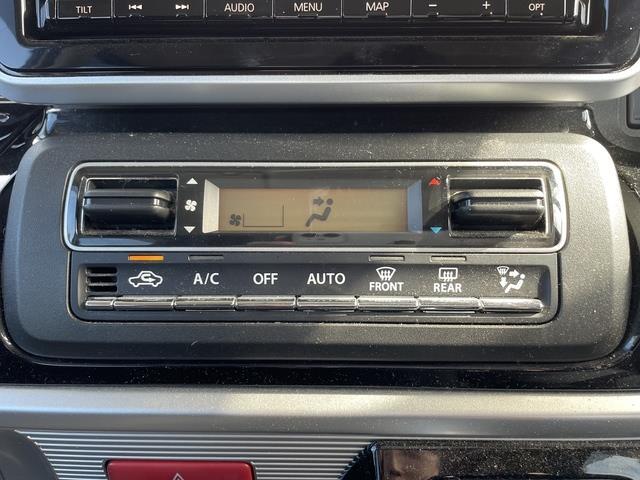 TILT AUDIO MENU MAP − + OPT
A/C OFF AUTO FRONT REAR